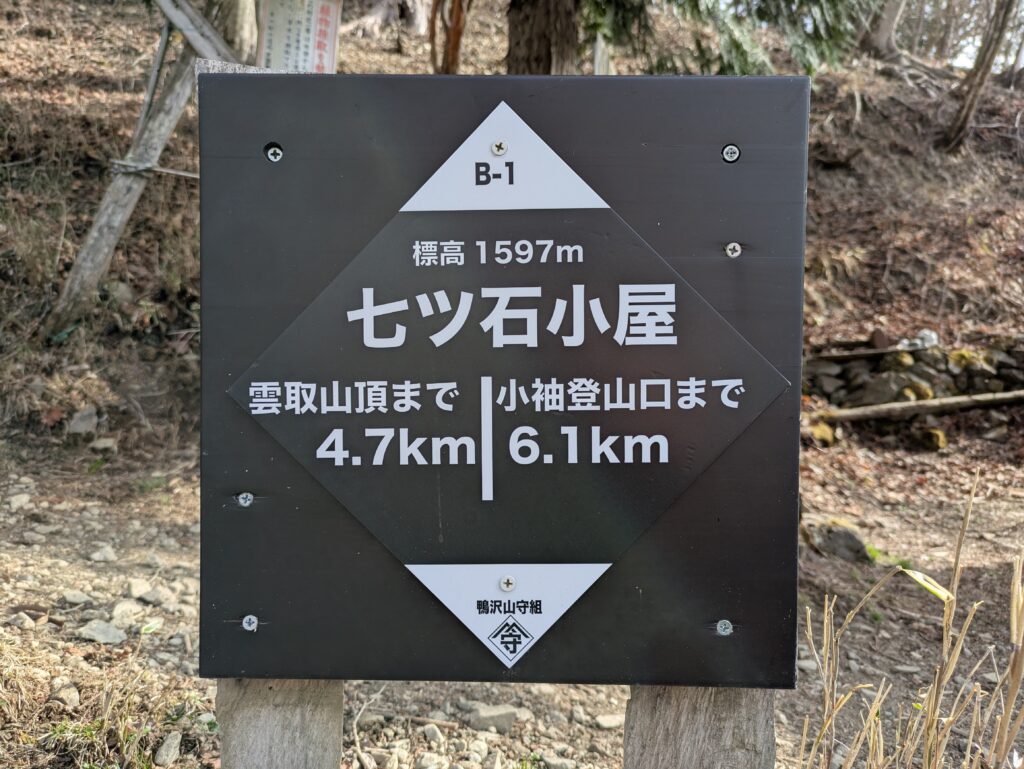 B-1
標高 1597m
七ツ石小屋
雲取山頂まで
4.7km
小袖登山口まで
6.1km
鴨沢山守組